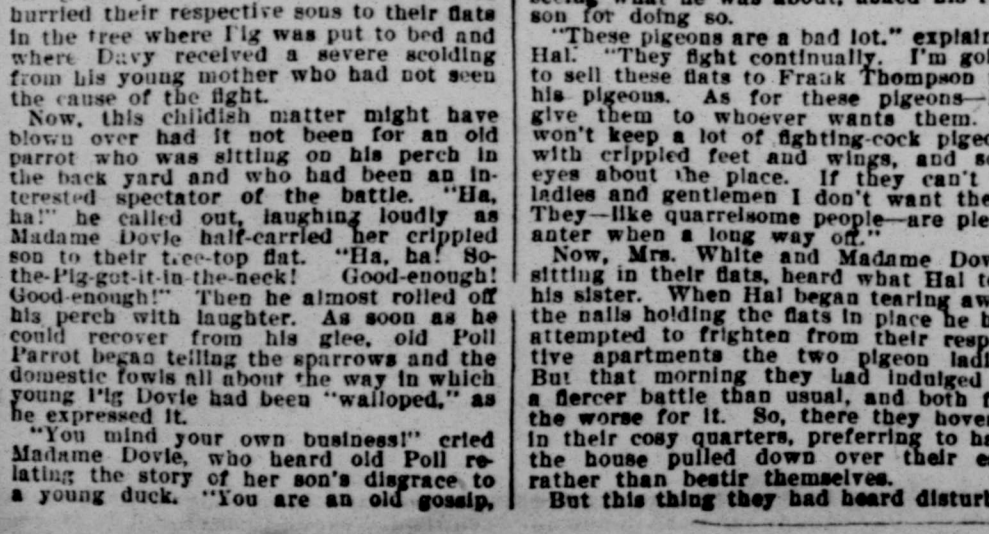 hurried their respective sons to their flats
in the tree where Pig was put to bed and
where Davy received a severe scolding
from his young mother who had not seen
the cause of the fight.
Now, this childish matter might have
blown over had it not been for an old
parrot who was sitting on his perch in
the back yard and who had been an in-
terested spectator of the battle. "Ha,
ha!" he called out, laughing loudly as
Madame Dovie half-carried her crippled
son to their tree-top flat. "Ha, ha! So-
the-Pig-got-it-in-the-neck! Good-enough!
Good-enough!" Then he almost rolled off
his perch with laughter. As soon as he
could recover from his glee, old Poll
Parrot began telling the sparrows and the
domestic fowls all about the way in which
young Pig Dovie had been "walloped," as
he expressed it.
"You mind your own business!" cried
Madame Dovie, who heard old Poll re-
lating the story of her son's disgrace to
a young duck. "You are an old gossip,
son for doing so.
"These pigeons are a bad lot." explain
Hal. "They fight continually. I'm go
to sell these flats to Frank Thompson
his pigeons. As for these pigeons—
give them to whoever wants them.
won't keep a lot of fighting-cock pige
with crippled feet and wings, and s
eyes about the place. If they can't
ladies and gentlemen I don't want the
They—like quarrelsome people—are ple
anter when a long way off."
Now, Mrs. White and Madame Dov
sitting in their flats, heard what Hal t
his sister. When Hal began tearing aw
the nails holding the flats in place he h
attempted to frighten from their resp
tive apartments the two pigeon ladi
But that morning they had indulged
a fiercer battle than usual, and both f
the worse for it. So, there they hove
in their cosy quarters, preferring to ha
the house pulled down over their e
rather than bestir themselves.
But this thing they had heard disturb